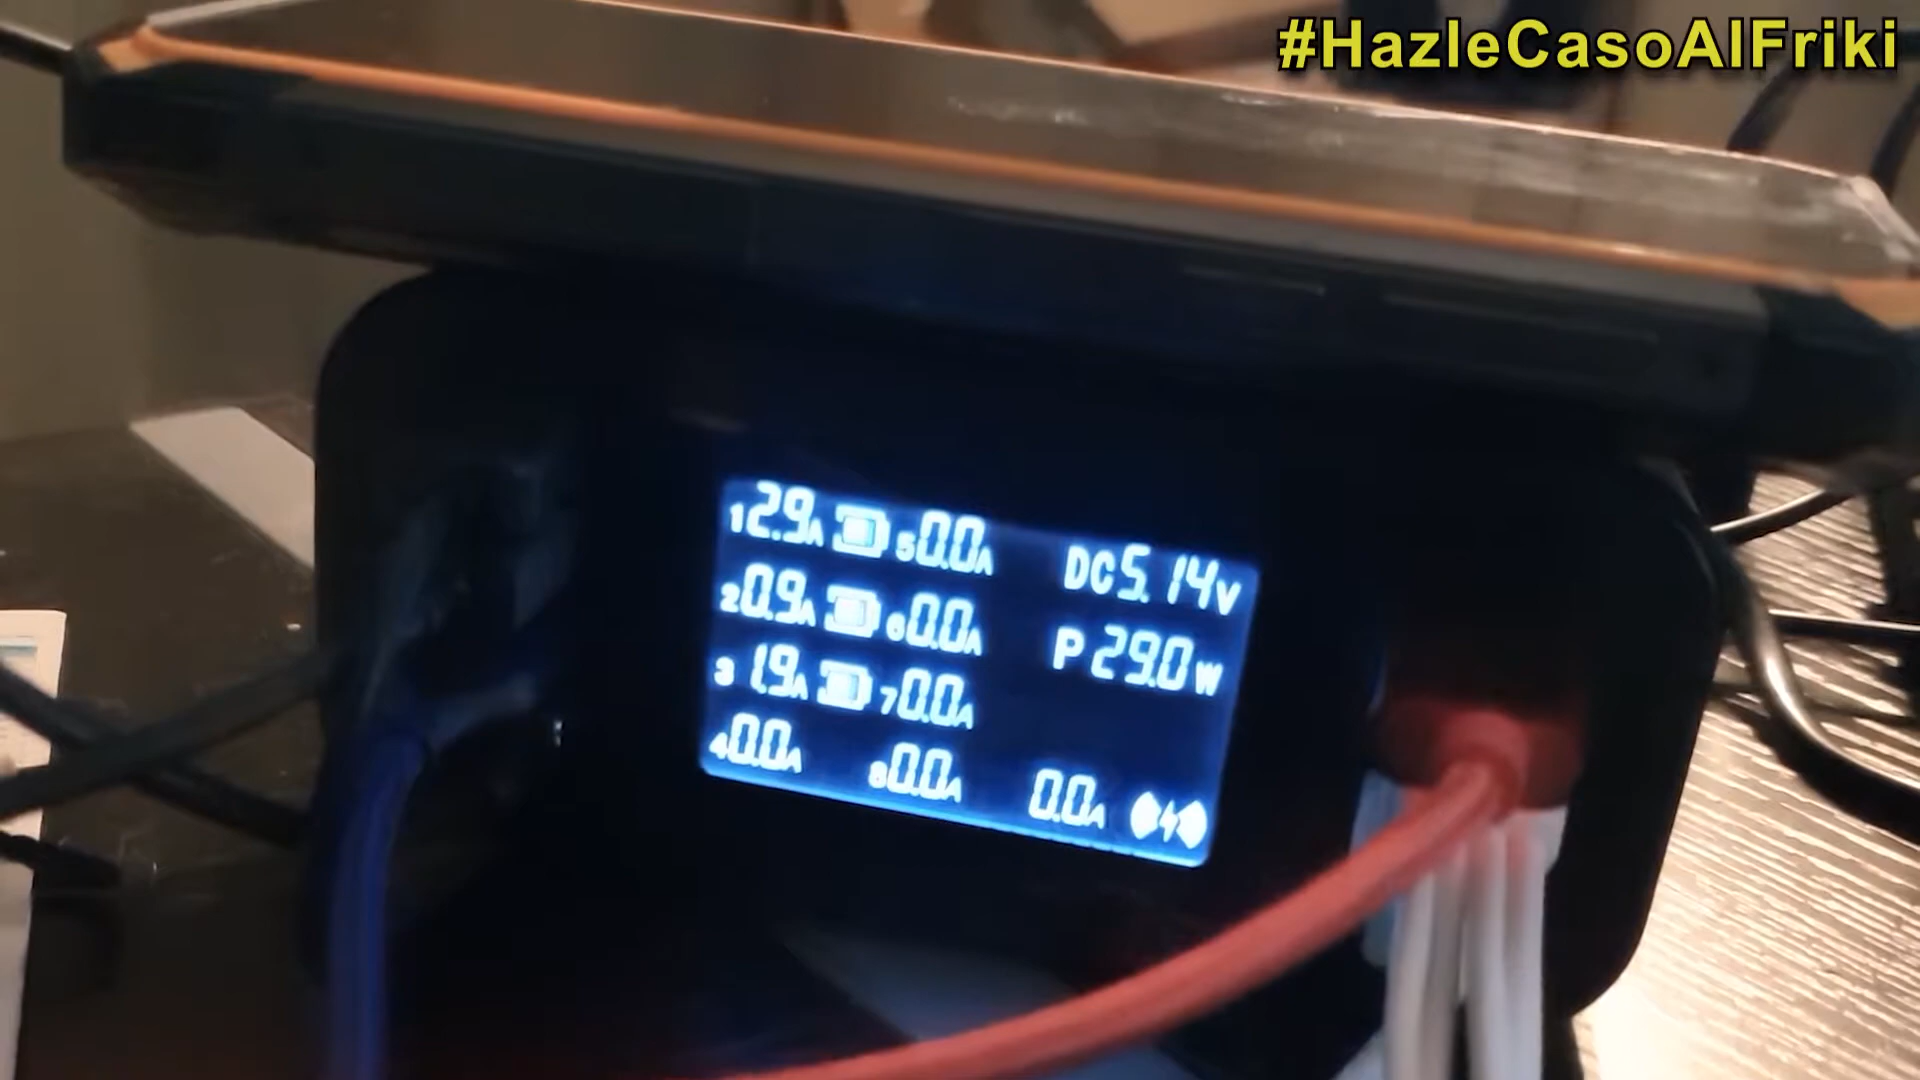 #HazleCasoAlFriki
1 2.9A 5 0.0A DC 5.14V
2 0.9A 6 0.0A P 29.0W
3 1.9A 7 0.0A
4 0.0A 8 0.0A 0.0A